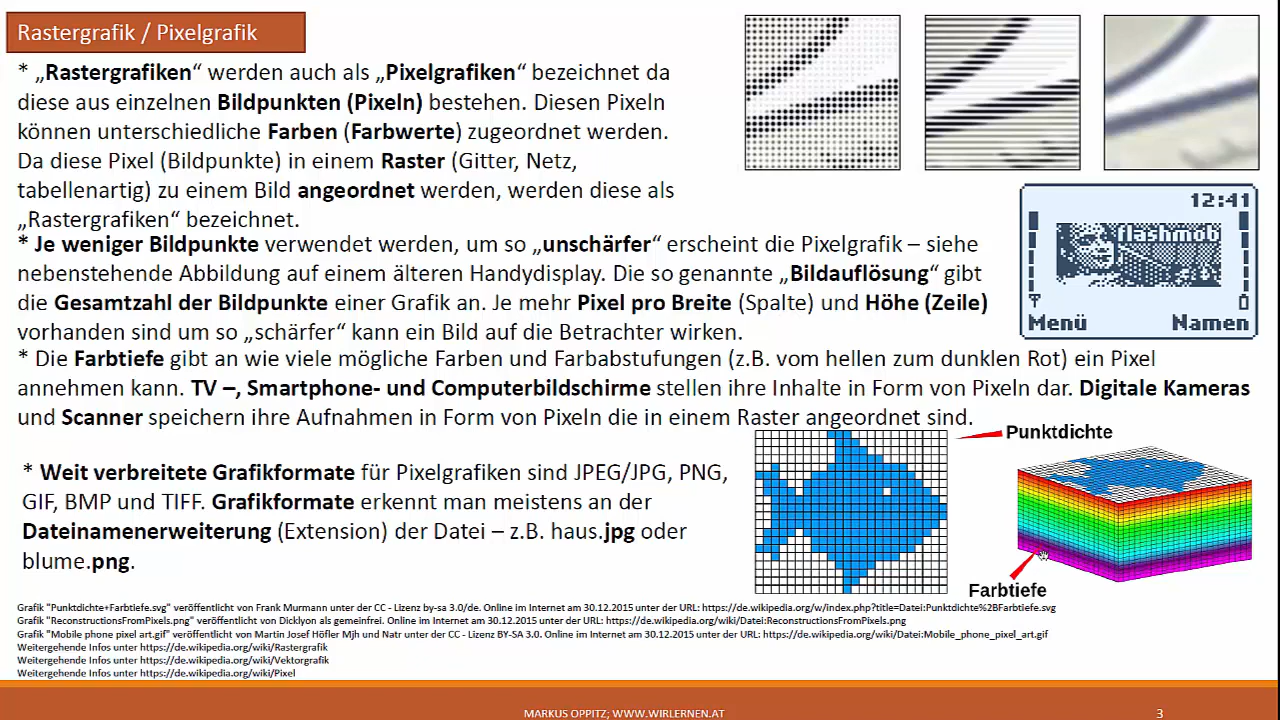 Rastergrafik / Pixelgrafik
* „Rastergrafiken“ werden auch als „Pixelgrafiken“ bezeichnet da
diese aus einzelnen Bildpunkten (Pixeln) bestehen. Diesen Pixeln
können unterschiedliche Farben (Farbwerte) zugeordnet werden.
Da diese Pixel (Bildpunkte) in einem Raster (Gitter, Netz,
tabellenartig) zu einem Bild angeordnet werden, werden diese als
„Rastergrafiken“ bezeichnet.
* Je weniger Bildpunkte verwendet werden, um so „unschärfer“ erscheint die Pixelgrafik – siehe
nebenstehende Abbildung auf einem älteren Handydisplay. Die so genannte „Bildauflösung“ gibt
die Gesamtzahl der Bildpunkte einer Grafik an. Je mehr Pixel pro Breite (Spalte) und Höhe (Zeile)
vorhanden sind um so „schärfer“ kann ein Bild auf die Betrachter wirken.
12:41
flashmob
Menü Namen
* Die Farbtiefe gibt an wie viele mögliche Farben und Farbabstufungen (z.B. vom hellen zum dunklen Rot) ein Pixel
annehmen kann. TV –, Smartphone- und Computerbildschirme stellen ihre Inhalte in Form von Pixeln dar. Digitale Kameras
und Scanner speichern ihre Aufnahmen in Form von Pixeln die in einem Raster angeordnet sind.
Punktdichte
Farbtiefe
* Weit verbreitete Grafikformate für Pixelgrafiken sind JPEG/JPG, PNG,
GIF, BMP und TIFF. Grafikformate erkennt man meistens an der
Dateinamenerweiterung (Extension) der Datei – z.B. haus.jpg oder
blume.png.
Grafik "Punktdichte+Farbtiefe.svg" veröffentlicht von Frank Murmann unter der CC - Lizenz by-sa 3.0/de. Online im Internet am 30.12.2015 unter der URL: https://de.wikipedia.org/w/index.php?title=Datei:Punktdichte%2BFarbtiefe.svg
Grafik "ReconstructionsFromPixels.png" veröffentlicht von Dicklyon als gemeinfrei. Online im Internet am 30.12.2015 unter der URL: https://de.wikipedia.org/wiki/Datei:ReconstructionsFromPixels.png
Grafik "Mobile phone pixel art.gif" veröffentlicht von Martin Josef Höfler Mjh und Natr unter der CC - Lizenz BY-SA 3.0. Online im Internet am 30.12.2015 unter der URL: https://de.wikipedia.org/wiki/Datei:Mobile_phone_pixel_art.gif
Weitergehende Infos unter https://de.wikipedia.org/wiki/Rastergrafik
Weitergehende Infos unter https://de.wikipedia.org/wiki/Vektorgrafik
Weitergehende Infos unter https://de.wikipedia.org/wiki/Pixel
MARKUS OPPITZ; WWW.WIRLERNEN.AT
3